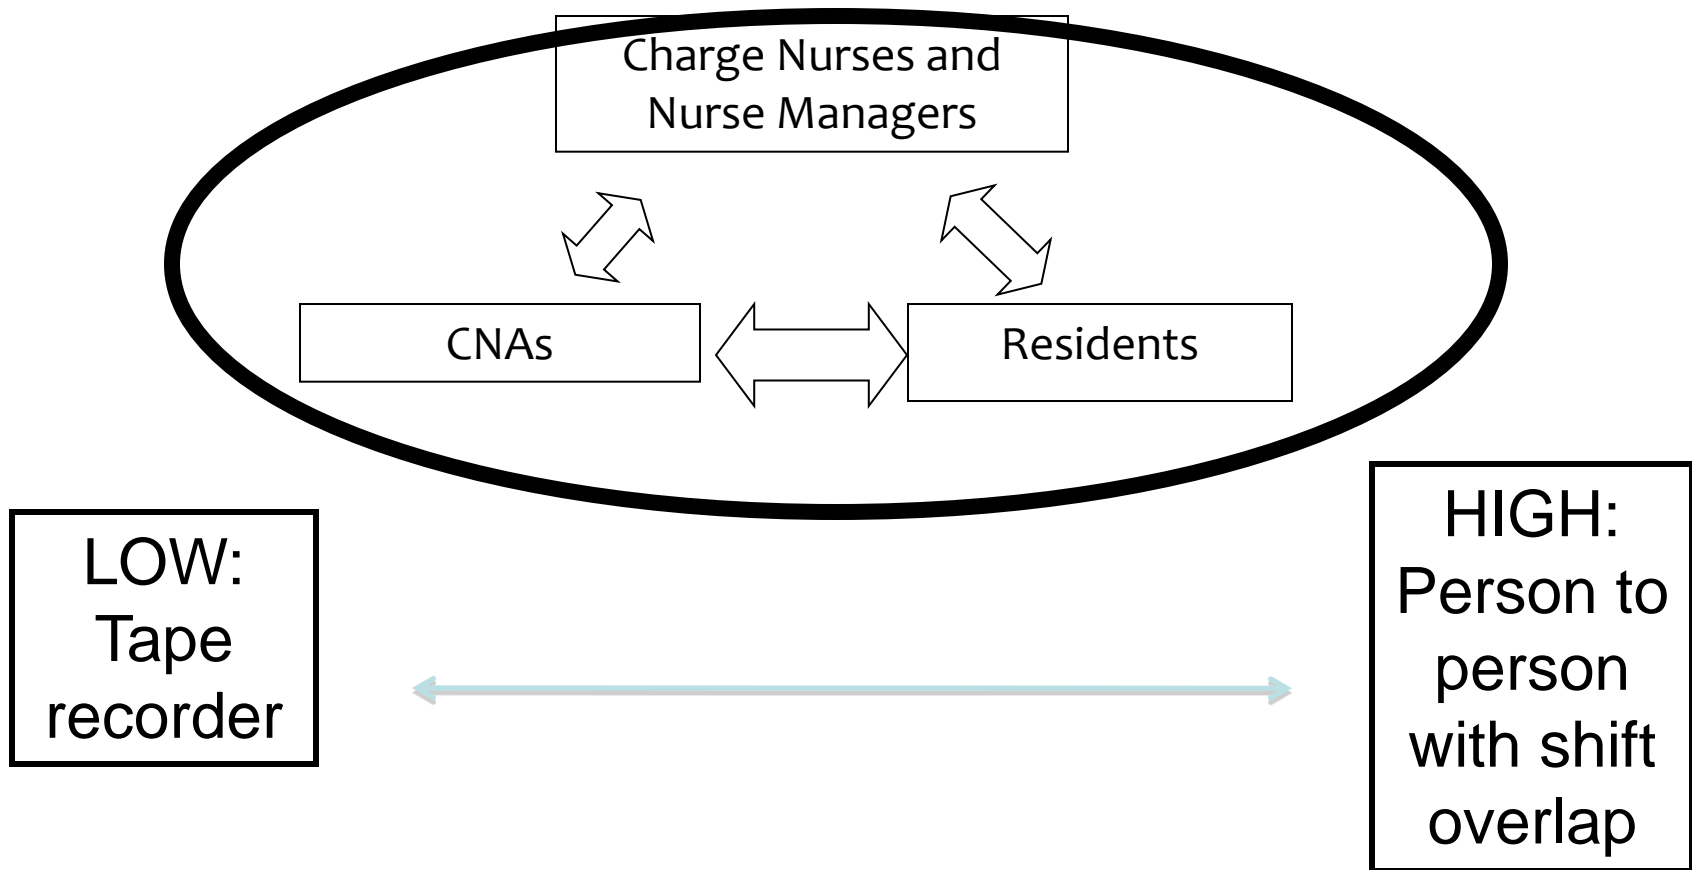 Charge Nurses and
Nurse Managers
CNAs
Residents
LOW:
Tape
recorder
HIGH:
Person to
person
with shift
overlap